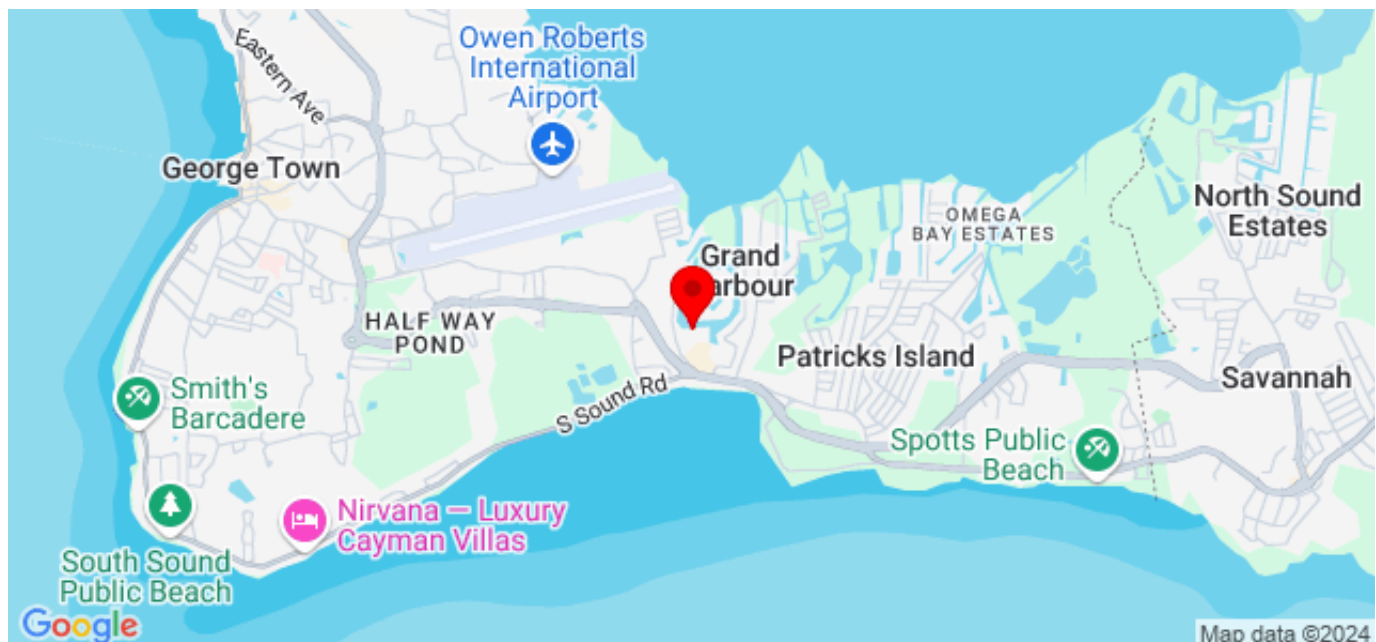 Eastern Ave
Owen Roberts
International
Airport
George Town
North Sound
Estates
OMEGA
BAY ESTATES
Grand
arbour
HALF WAY
POND
Patricks Island
Savannah
Smith's
Barcadere
S Sound Rd
Spotts Public
Beach
Nirvana — Luxury
Cayman Villas
South Sound
Public Beach
Google
Map data ©2024